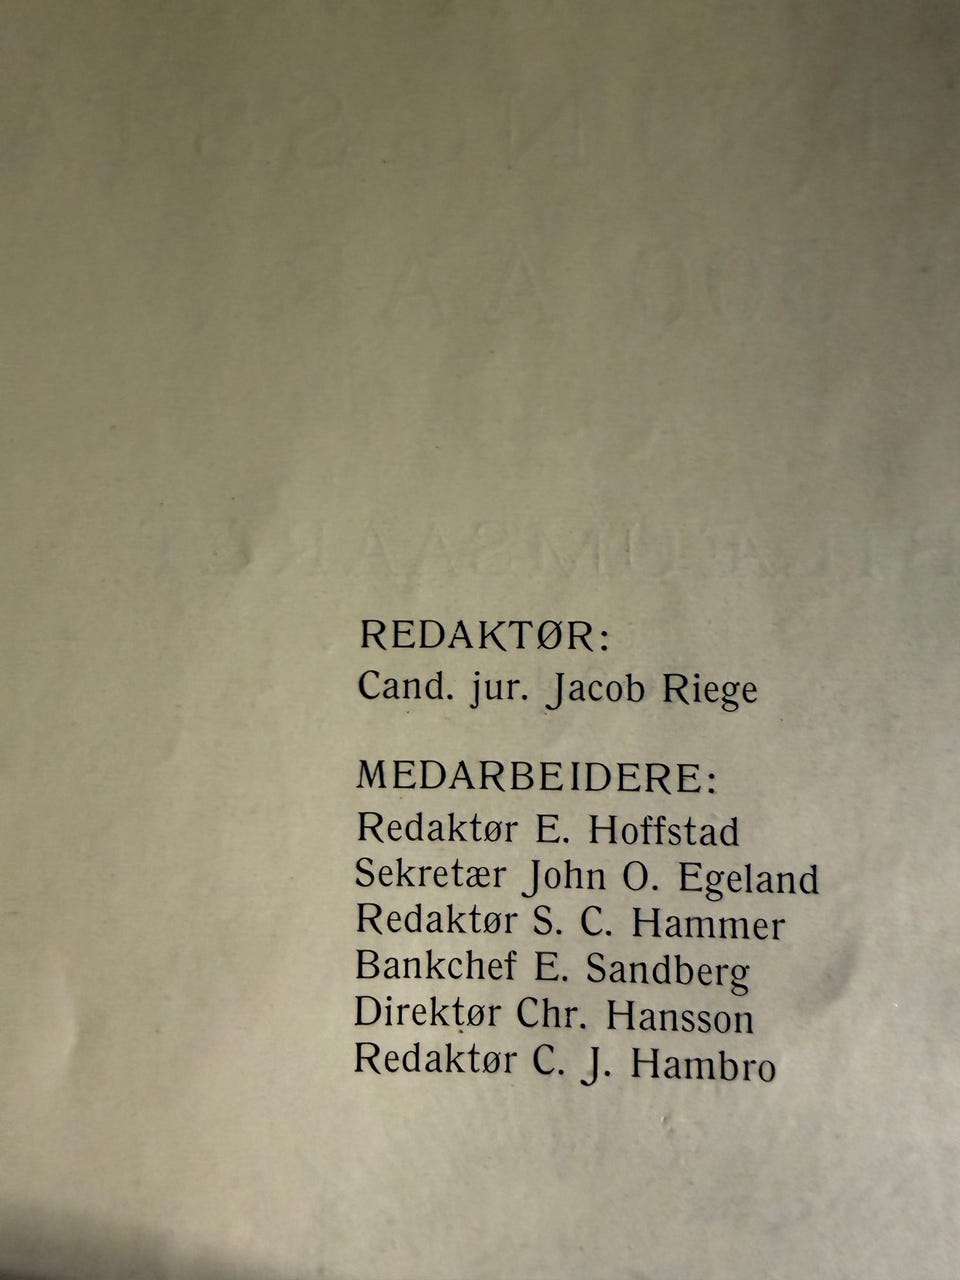 REDAKTØR:
Cand. jur. Jacob Riege
MEDARBEIDERE:
Redaktør E. Hoffstad
Sekretær John O. Egeland
Redaktør S. C. Hammer
Bankchef E. Sandberg
Direktør Chr. Hansson
Redaktør C. J. Hambro